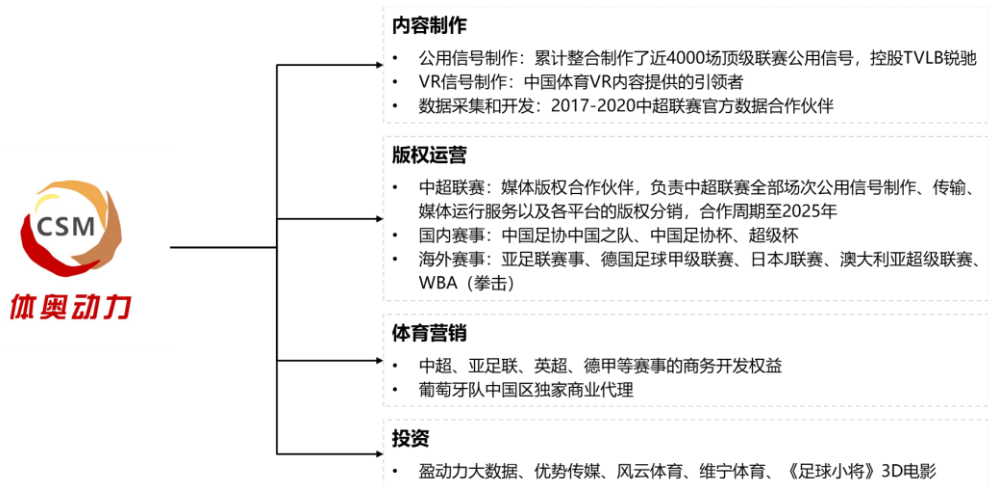 内容制作
• 公用信号制作：累计整合制作了近4000场顶级联赛公用信号，控股TVLB锐驰
• VR信号制作：中国体育VR内容提供的引领者
• 数据采集和开发：2017-2020中超联赛官方数据合作伙伴
版权运营
• 中超联赛：媒体版权合作伙伴，负责中超联赛全部场次公用信号制作、传输、
媒体运行服务以及各平台的版权分销，合作周期至2025年
• 国内赛事：中国足协中国之队、中国足协杯、超级杯
• 海外赛事：亚足联赛事、德国足球甲级联赛、日本J联赛、澳大利亚超级联赛、
WBA（拳击）
CSM
体奥动力
体育营销
• 中超、亚足联、英超、德甲等赛事的商务开发权益
• 葡萄牙队中国区独家商业代理
投资
• 盈动力大数据、优势传媒、风云体育、维宁体育、《足球小将》3D电影